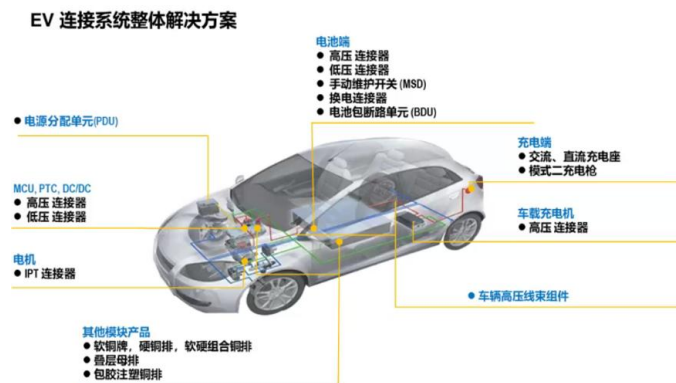 EV 连接系统整体解决方案
电池端
● 高压 连接器
● 低压 连接器
● 手动维护开关 (MSD)
● 换电连接器
● 电池包断路单元 (BDU)
● 电源分配单元(PDU)
充电端
● 交流、直流充电座
● 模式二充电枪
MCU, PTC, DC/DC
● 高压 连接器
● 低压 连接器
车载充电机
● 高压 连接器
电机
● IPT 连接器
● 车辆高压线束组件
其他模块产品
● 软铜牌，硬铜排，软硬组合铜排
● 叠层母排
● 包胶注塑铜排